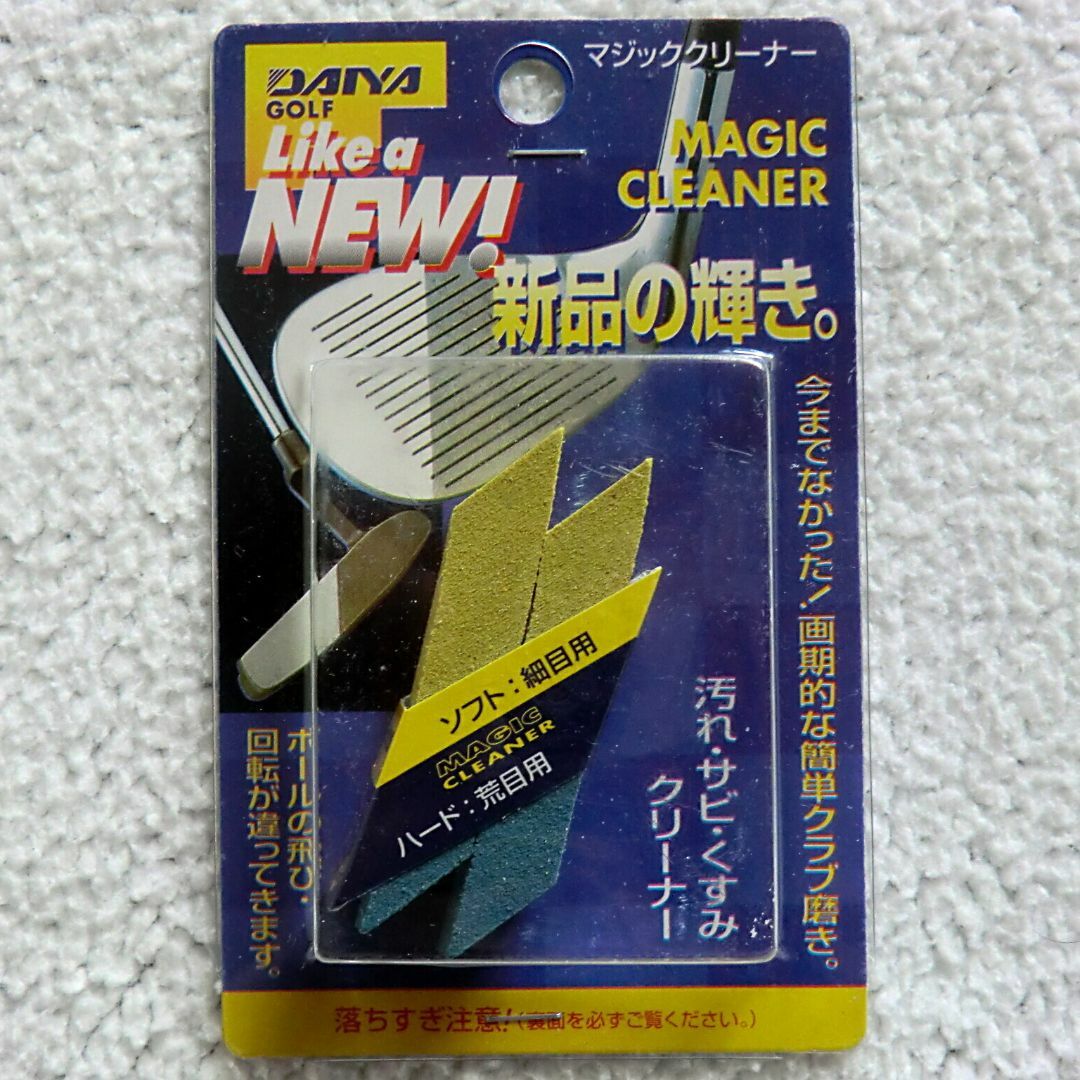 DAIYA
GOLF
Like a
NEW!
マジッククリーナー
MAGIC
CLEANER
新品の輝き。
今までなかった!画期的な簡単クラブ磨き。
汚れ・サビ・くすみ
クリーナー
ソフト:細目用
MAGIC
CLEANER
ハード:荒目用
ボールの飛び・
回転が違ってきます。
落ちすぎ注意!(裏面を必ずご覧ください。)